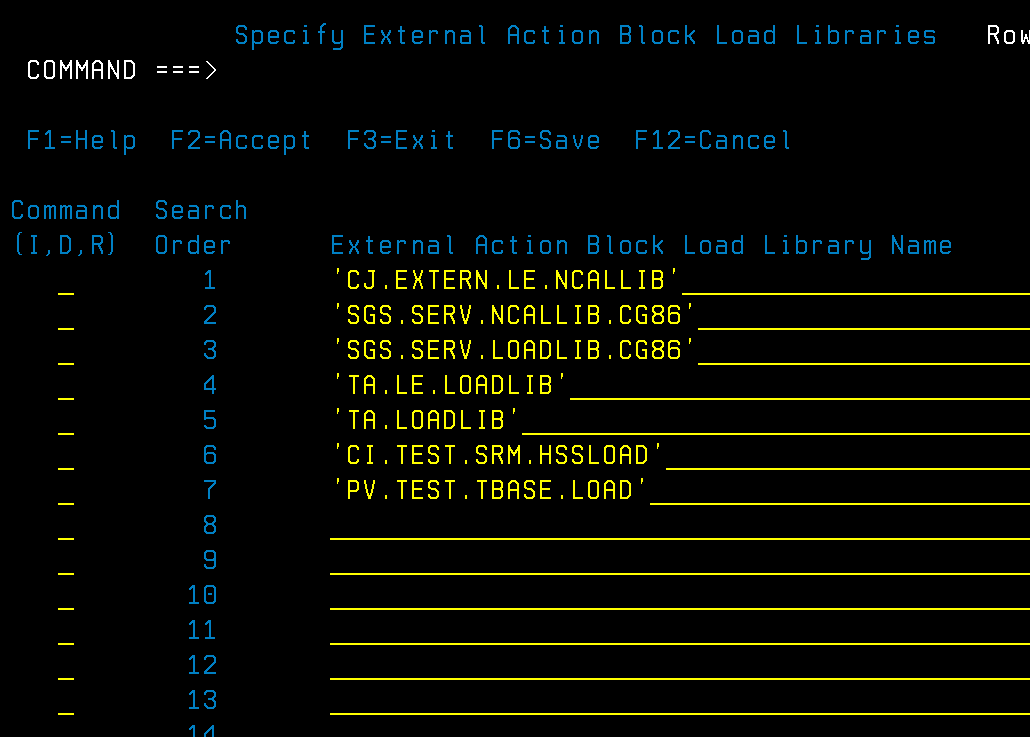 Specify External Action Block Load Libraries Row
COMMAND ===>
F1=Help F2=Accept F3=Exit F6=Save F12=Cancel
Command Search
(I,D,R) Order External Action Block Load Library Name
_ 1 'CJ.EXTERN.LE.NCALLIB'
_ 2 'SGS.SERV.NCALLIB.CG86'
_ 3 'SGS.SERV.LOADLIB.CG86'
_ 4 'TA.LE.LOADLIB'
_ 5 'TA.LOADLIB'
_ 6 'CI.TEST.SRM.HSSLOAD'
_ 7 'PV.TEST.TBASE.LOAD'
_ 8
_ 9
_ 10
_ 11
_ 12
_ 13
14